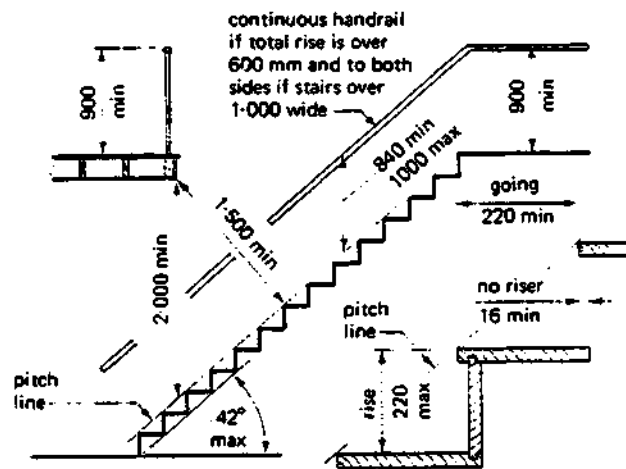 continuous handrail
if total rise is over
600 mm and to both
sides if stairs over
1·000 wide
900
min
900
min
840 min
1000 max
going
220 min
1·500 min
2·000 min
no riser
16 min
pitch
line
pitch
line
rise
220
max
42°
max